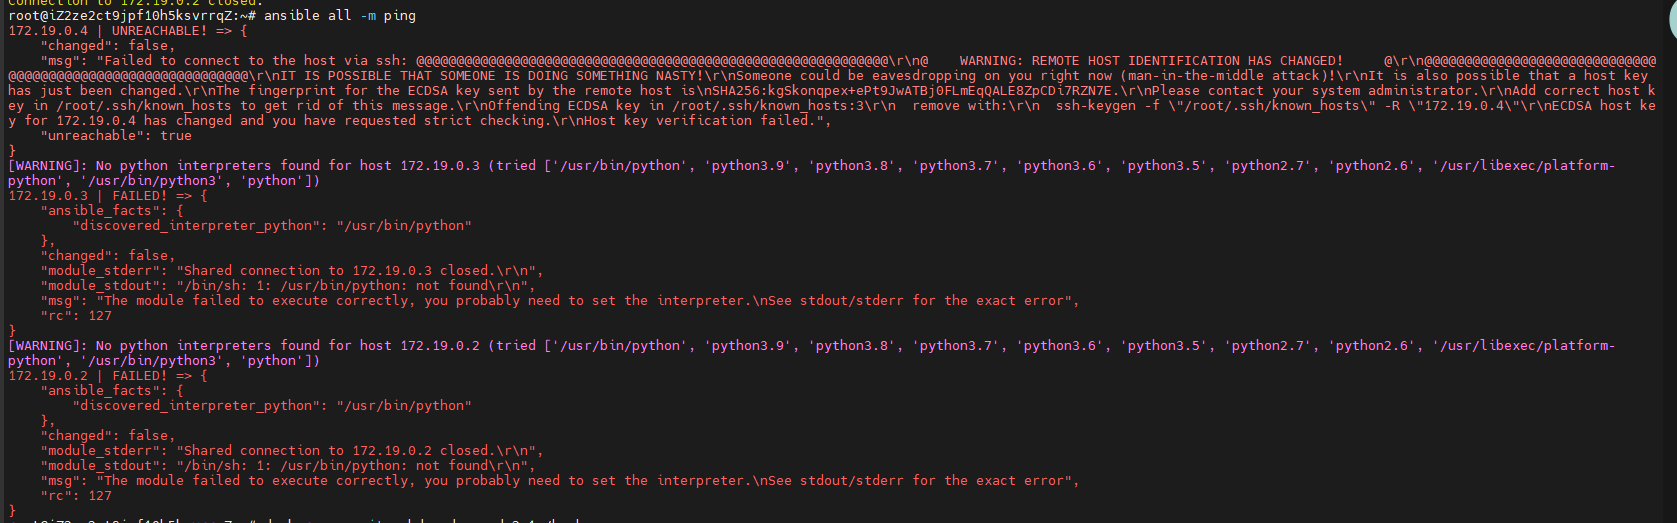 connection to 172.19.0.2 closed.
root@iZ2ze2ct9jpf10h5ksvrrqZ:~# ansible all -m ping
172.19.0.4 | UNREACHABLE! => {
    "changed": false,
    "msg": "Failed to connect to the host via ssh: @@@@@@@@@@@@@@@@@@@@@@@@@@@@@@@@@@@@@@@@@@@@@@@@@@@@@@@@@@@\r\n@    WARNING: REMOTE HOST IDENTIFICATION HAS CHANGED!     @\r\n@@@@@@@@@@@@@@@@@@@@@@@@@@@@@
@@@@@@@@@@@@@@@@@@@@@@@@@@@@@@\r\nIT IS POSSIBLE THAT SOMEONE IS DOING SOMETHING NASTY!\r\nSomeone could be eavesdropping on you right now (man-in-the-middle attack)!\r\nIt is also possible that a host key
has just been changed.\r\nThe fingerprint for the ECDSA key sent by the remote host is\nSHA256:kgSkonqpex+ePt9JwATBj0FLmEqQALE8ZpCDi7RZN7E.\r\nPlease contact your system administrator.\r\nAdd correct host k
ey in /root/.ssh/known_hosts to get rid of this message.\r\nOffending ECDSA key in /root/.ssh/known_hosts:3\r\n  remove with:\r\n  ssh-keygen -f \"/root/.ssh/known_hosts\" -R \"172.19.0.4\"\r\nECDSA host ke
y for 172.19.0.4 has changed and you have requested strict checking.\r\nHost key verification failed.",
    "unreachable": true
}
[WARNING]: No python interpreters found for host 172.19.0.3 (tried ['/usr/bin/python', 'python3.9', 'python3.8', 'python3.7', 'python3.6', 'python3.5', 'python2.7', 'python2.6', '/usr/libexec/platform-
python', '/usr/bin/python3', 'python'])
172.19.0.3 | FAILED! => {
    "ansible_facts": {
        "discovered_interpreter_python": "/usr/bin/python"
    },
    "changed": false,
    "module_stderr": "Shared connection to 172.19.0.3 closed.\r\n",
    "module_stdout": "/bin/sh: 1: /usr/bin/python: not found\r\n",
    "msg": "The module failed to execute correctly, you probably need to set the interpreter.\nSee stdout/stderr for the exact error",
    "rc": 127
}
[WARNING]: No python interpreters found for host 172.19.0.2 (tried ['/usr/bin/python', 'python3.9', 'python3.8', 'python3.7', 'python3.6', 'python3.5', 'python2.7', 'python2.6', '/usr/libexec/platform-
python', '/usr/bin/python3', 'python'])
172.19.0.2 | FAILED! => {
    "ansible_facts": {
        "discovered_interpreter_python": "/usr/bin/python"
    },
    "changed": false,
    "module_stderr": "Shared connection to 172.19.0.2 closed.\r\n",
    "module_stdout": "/bin/sh: 1: /usr/bin/python: not found\r\n",
    "msg": "The module failed to execute correctly, you probably need to set the interpreter.\nSee stdout/stderr for the exact error",
    "rc": 127
}